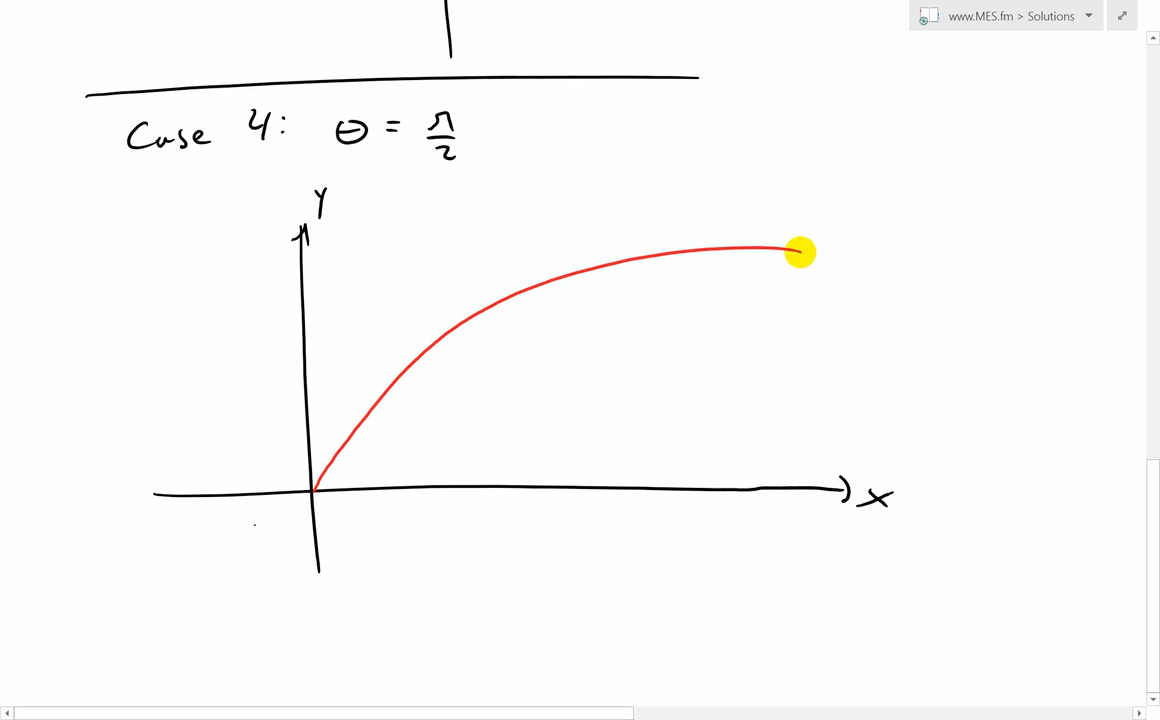 www.MES.fm > Solutions
Case 4: θ = π/2
Y
X